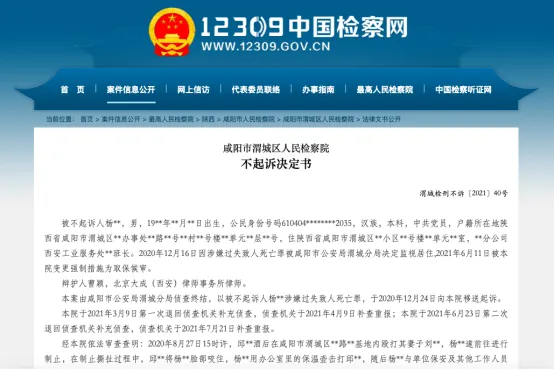 12309中国检察网
WWW.12309.GOV.CN
首 页 案件信息公开 网上信访 代表委员联络 办事指南 最高人民检察院 中国检察听证网
当前位置: 首页 > 案件信息公开 > 最高人民检察院 > 陕西 > 咸阳市人民检察院 > 咸阳市渭城区人民检察院 > 法律文书公开
咸阳市渭城区人民检察院
不起诉决定书
渭城检刑不诉〔2021〕40号
被不起诉人杨**，男，19**年**月**日出生，公民身份号码610404********2035，汉族，本科，中共党员，户籍所在地陕
西省咸阳市渭城区**办事处**路**号**村**号楼**单元**层**号，住陕西省咸阳市渭城区**小区**号楼**单元**室，**分公司
西安工业服务处**班长。2020年12月16日因涉嫌过失致人死亡罪被咸阳市公安局渭城分局决定监视居住2021年6月11日被本
院变更强制措施为取保候审。
辩护人曹颖，北京大成（西安）律师事务所律师。
本案由咸阳市公安局渭城分局侦查终结，以被不起诉人杨**涉嫌过失致人死亡罪，于2020年12月24日向本院移送起诉。
本院于2021年3月9日第一次退回侦查机关补充侦查，侦查机关于2021年4月9日补查重报；本院于2021年6月23日第二次
退回侦查机关补充侦查，侦查机关于2021年7月21日补查重报。
经本院依法审查查明：2020年8月27日15时许，邱**酒后在咸阳市渭城区**路**基地内殴打其妻子刘**，杨**遂前往进行
制止，在制止撕扯过程中，邱**将杨**脸部咬住，杨**用办公室里的保温壶击打邱**，随后杨**与单位保安及其他工作人员